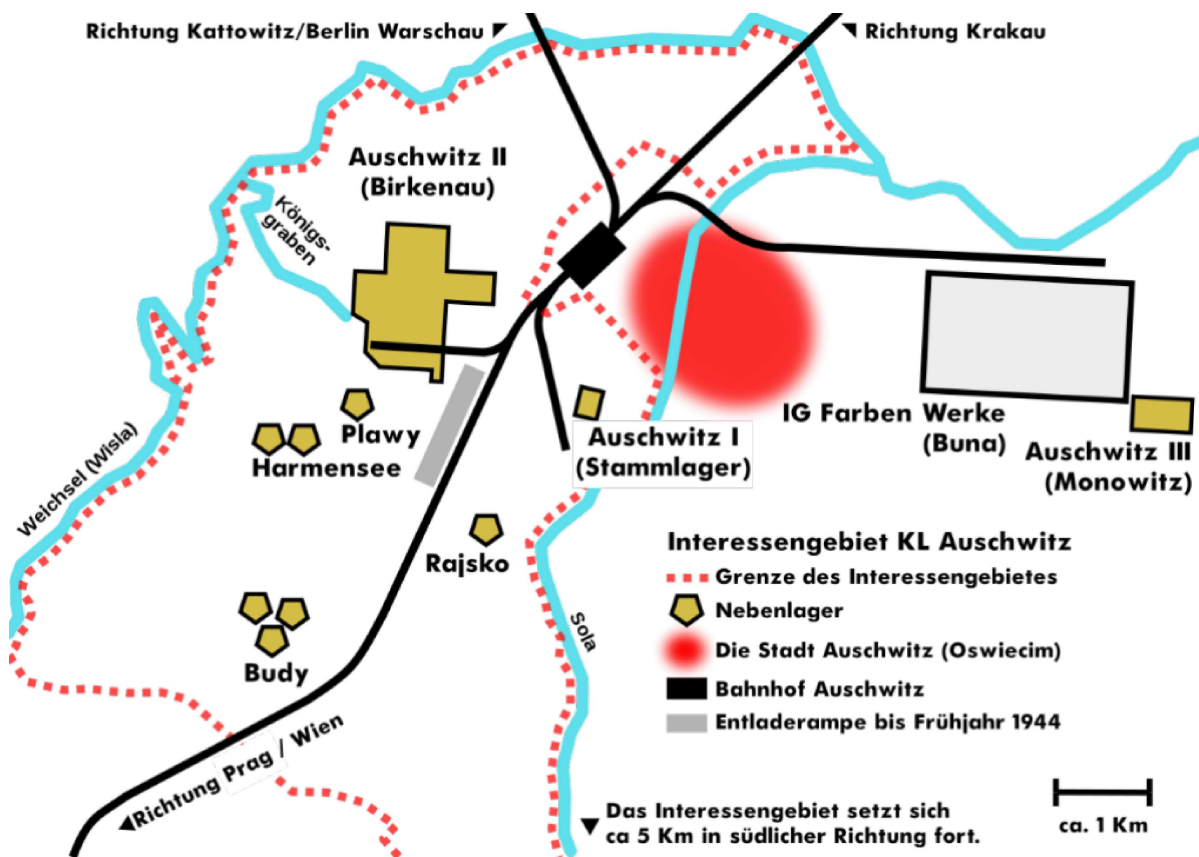 Richtung Kattowitz/Berlin Warschau
Richtung Krakau
Auschwitz II
(Birkenau)
Königs-
graben
Plawy
Harmensee
Auschwitz I
(Stammlager)
IG Farben Werke
(Buna)
Auschwitz III
(Monowitz)
Weichsel (Wisla)
Rajsko
Budy
Sola
Richtung Prag / Wien
Interessengebiet KL Auschwitz
Grenze des Interessengebietes
Nebenlager
Die Stadt Auschwitz (Oswiecim)
Bahnhof Auschwitz
Entladerampe bis Frühjahr 1944
Das Interessengebiet setzt sich
ca 5 Km in südlicher Richtung fort.
ca. 1 Km